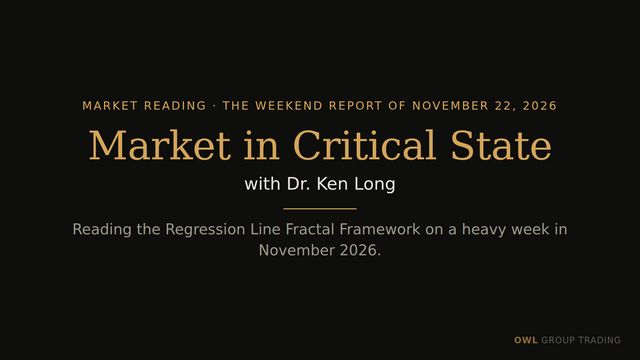 MARKET READING · THE WEEKEND REPORT OF NOVEMBER 22, 2026
Market in Critical State
with Dr. Ken Long
Reading the Regression Line Fractal Framework on a heavy week in
November 2026.
OWL GROUP TRADING